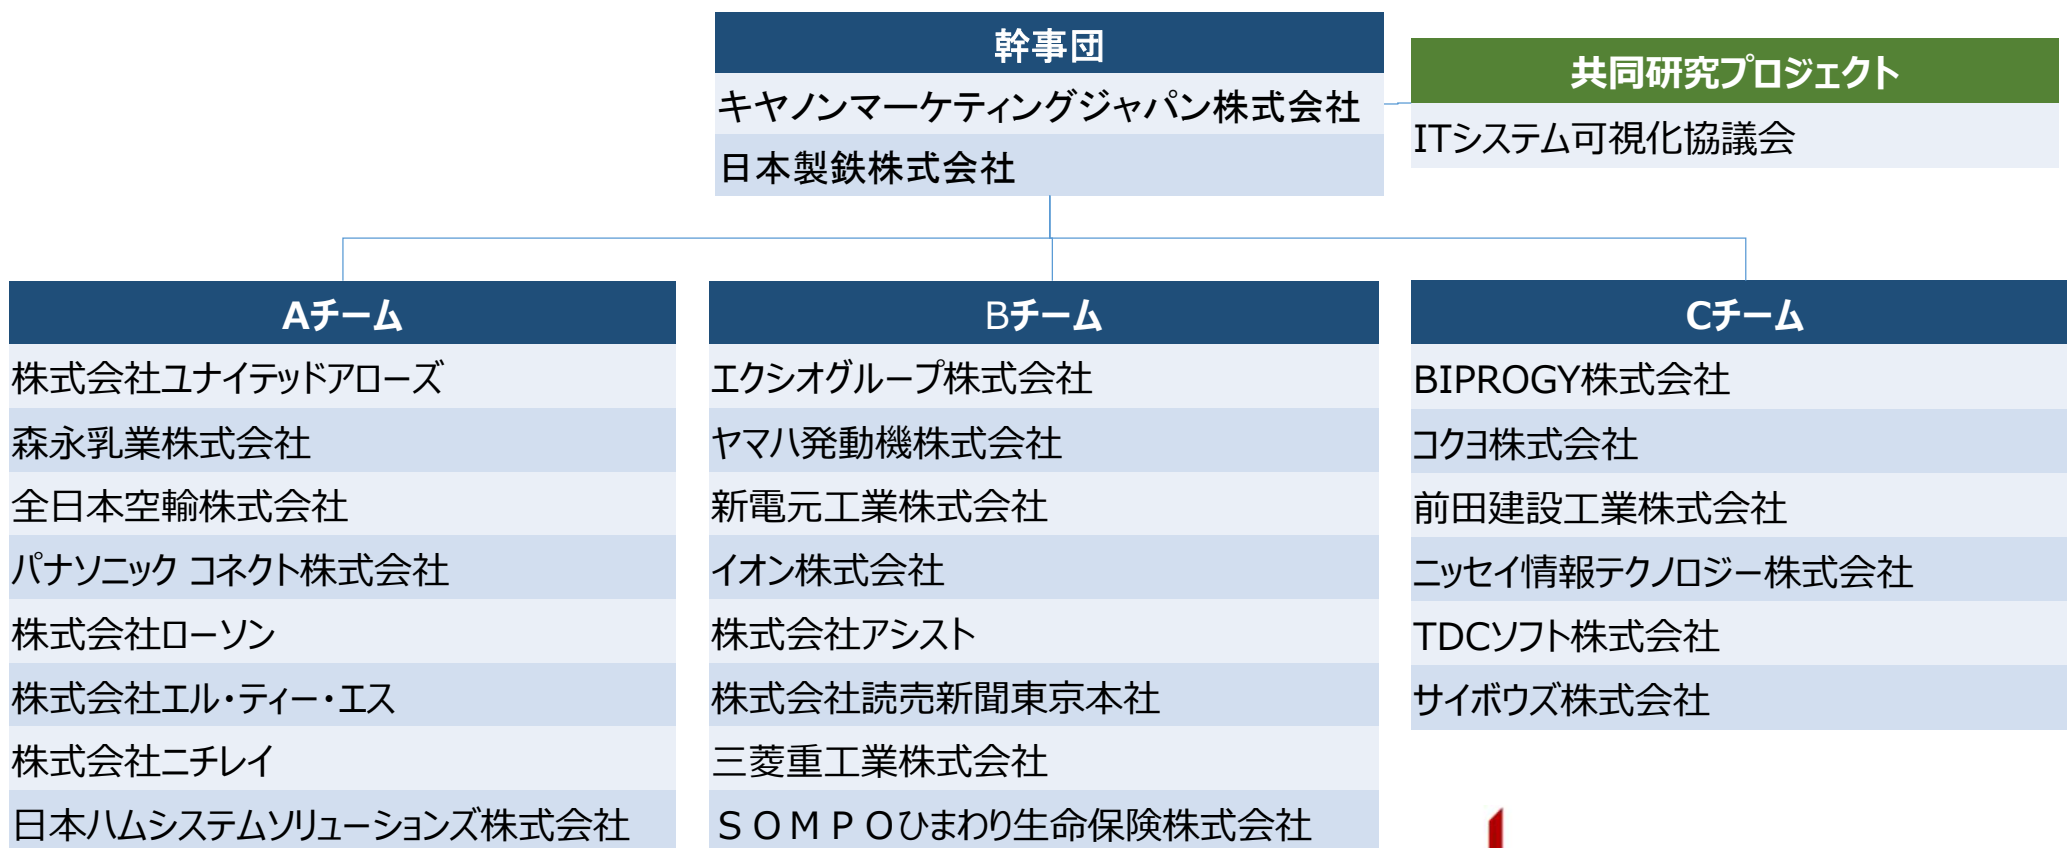 幹事団
キヤノンマーケティングジャパン株式会社
日本製鉄株式会社
共同研究プロジェクト
ITシステム可視化協議会
Aチーム
株式会社ユナイテッドアローズ
森永乳業株式会社
全日本空輸株式会社
パナソニック コネクト株式会社
株式会社ローソン
株式会社エル・ティー・エス
株式会社ニチレイ
日本ハムシステムソリューションズ株式会社
Bチーム
エクシオグループ株式会社
ヤマハ発動機株式会社
新電元工業株式会社
イオン株式会社
株式会社アシスト
株式会社読売新聞東京本社
三菱重工業株式会社
ＳＯＭＰＯひまわり生命保険株式会社
Cチーム
BIPROGY株式会社
コクヨ株式会社
前田建設工業株式会社
ニッセイ情報テクノロジー株式会社
TDCソフト株式会社
サイボウズ株式会社